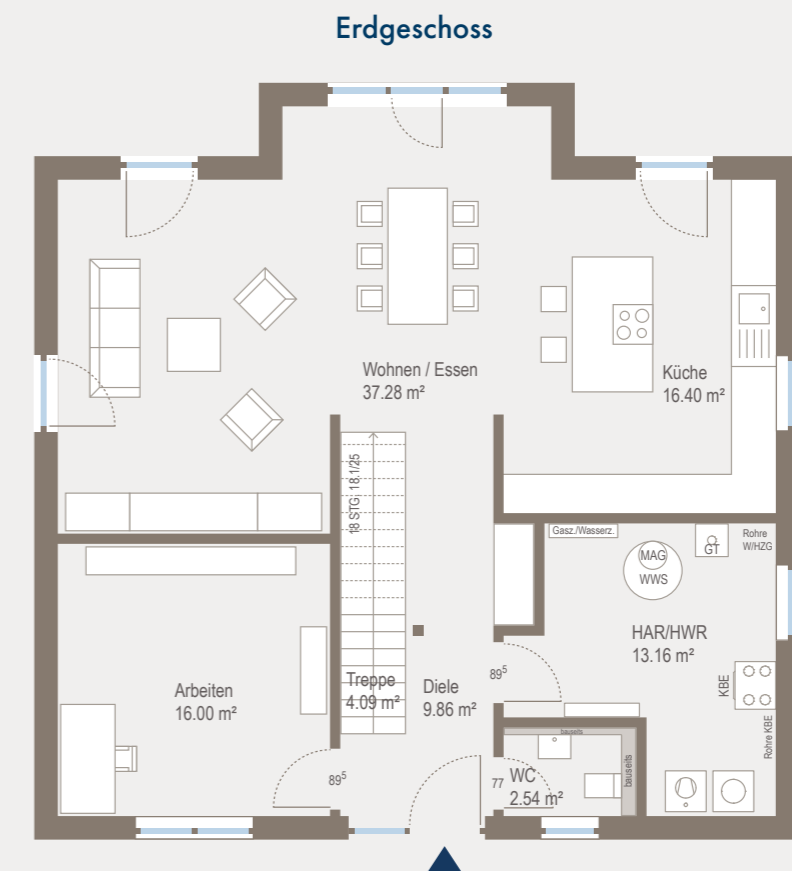 Erdgeschoss
Wohnen / Essen
37.28 m²
Küche
16.40 m²
18 STG. 18.1/25
Gasz./Wasserz.
MAG
WWS
GT
Rohre
W/HZG
HAR/HWR
13.16 m²
KBE
Rohre KBE
Arbeiten
16.00 m²
Treppe
4.09 m²
Diele
9.86 m²
89⁵
89⁵
77
WC
2.54 m²
bauseits
bauseits